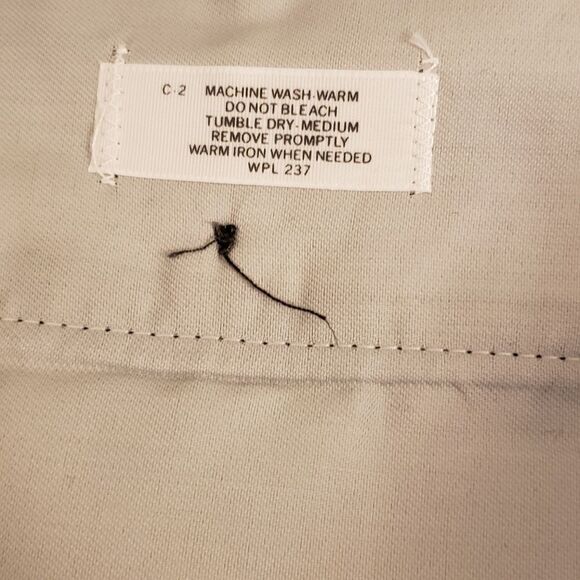 C-2 MACHINE WASH-WARM
DO NOT BLEACH
TUMBLE DRY-MEDIUM
REMOVE PROMPTLY
WARM IRON WHEN NEEDED
WPL 237